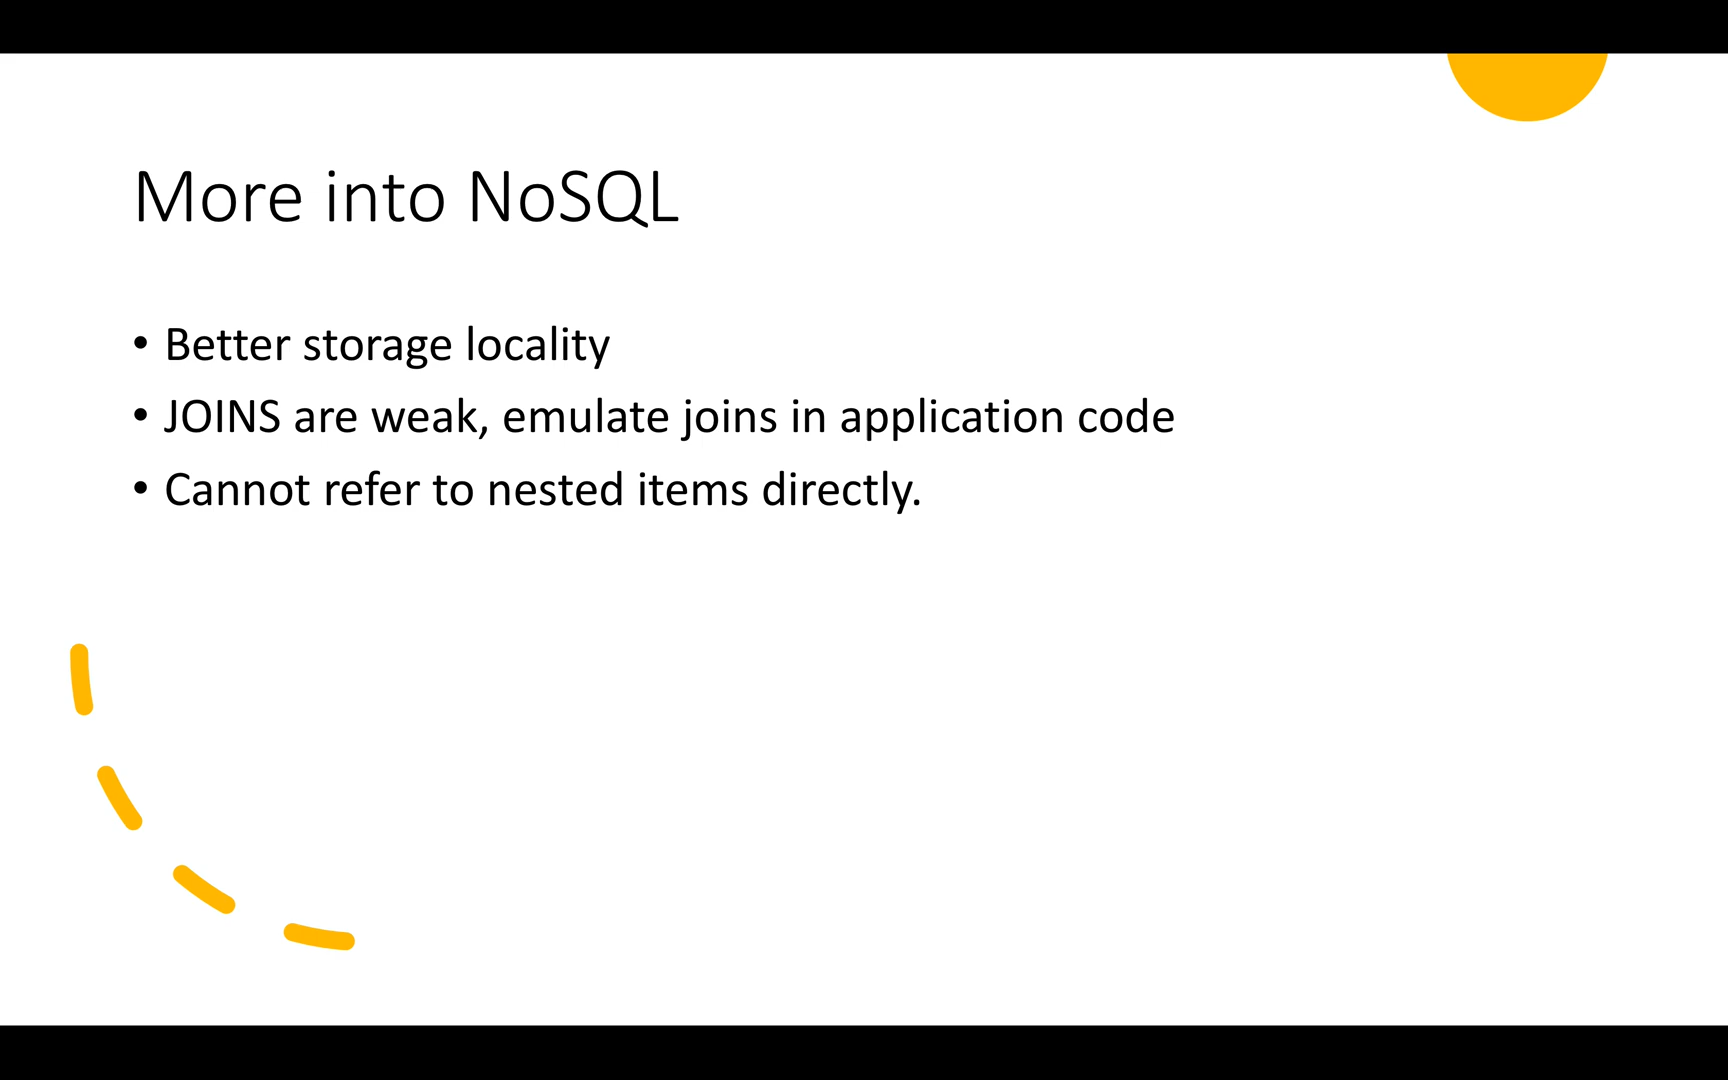 More into NoSQL
• Better storage locality
• JOINS are weak, emulate joins in application code
• Cannot refer to nested items directly.